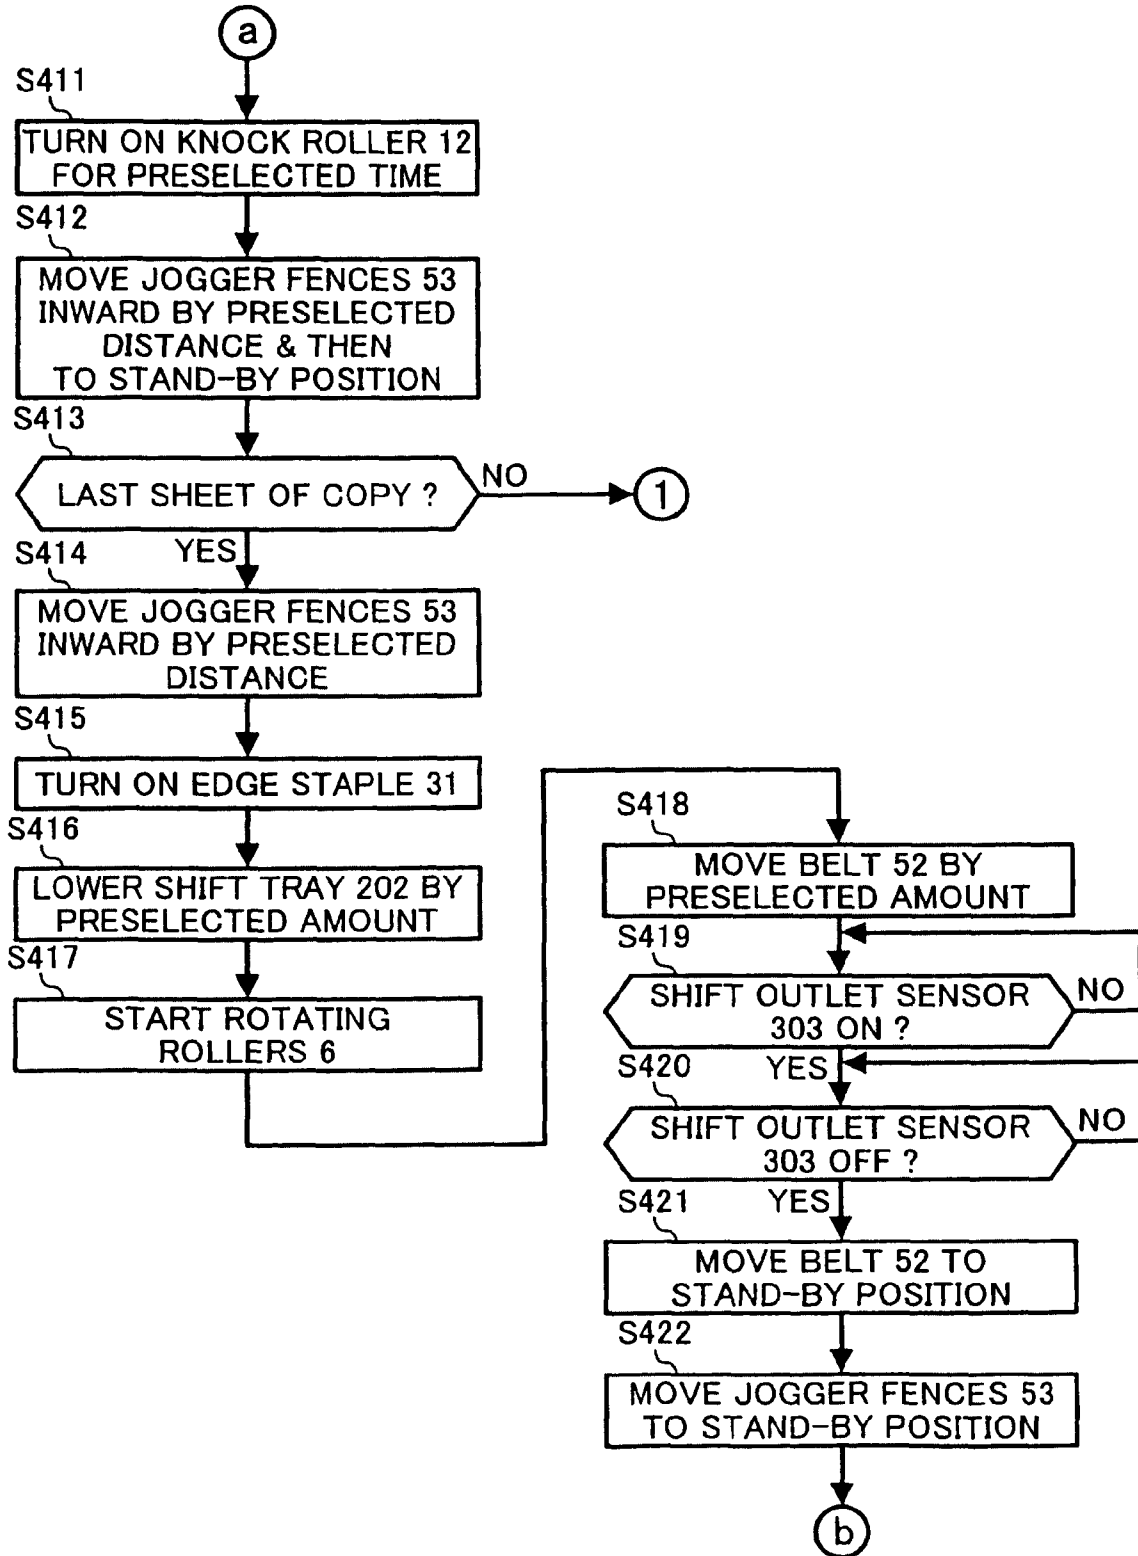 a
S411
TURN ON KNOCK ROLLER 12
FOR PRESELECTED TIME
S412
MOVE JOGGER FENCES 53
INWARD BY PRESELECTED
DISTANCE & THEN
TO STAND-BY POSITION
S413
LAST SHEET OF COPY ?
NO
1
YES
S414
MOVE JOGGER FENCES 53
INWARD BY PRESELECTED
DISTANCE
S415
TURN ON EDGE STAPLE 31
S416
LOWER SHIFT TRAY 202 BY
PRESELECTED AMOUNT
S417
START ROTATING
ROLLERS 6
S418
MOVE BELT 52 BY
PRESELECTED AMOUNT
S419
SHIFT OUTLET SENSOR
303 ON ?
NO
YES
S420
SHIFT OUTLET SENSOR
303 OFF ?
NO
YES
S421
MOVE BELT 52 TO
STAND-BY POSITION
S422
MOVE JOGGER FENCES 53
TO STAND-BY POSITION
b